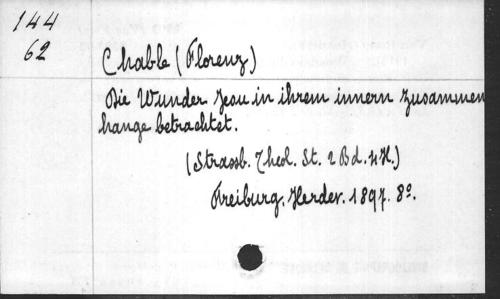 144
62
Chable (Florenz)
Die Wunder Jesu in ihrem innern Zusammen
hange betrachtet.
(Strassb. Theol. St. 2 Bd. 4 H.)
Freiburg. Herder. 1897. 8º.